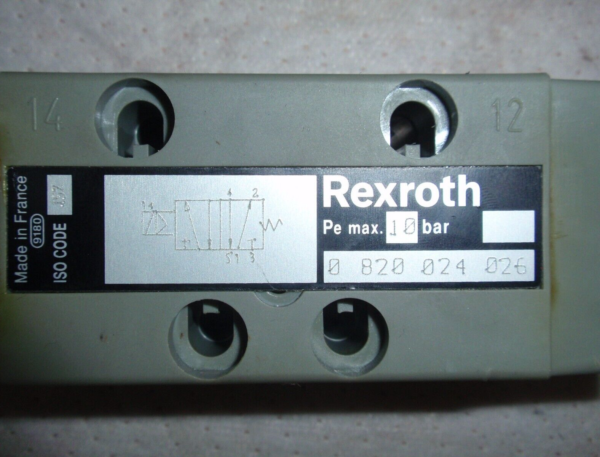 14
12
Made in France
9180
ISO CODE
Rexroth
Pe max. 10 bar
0 820 024 026
14
4 2
5 1 3